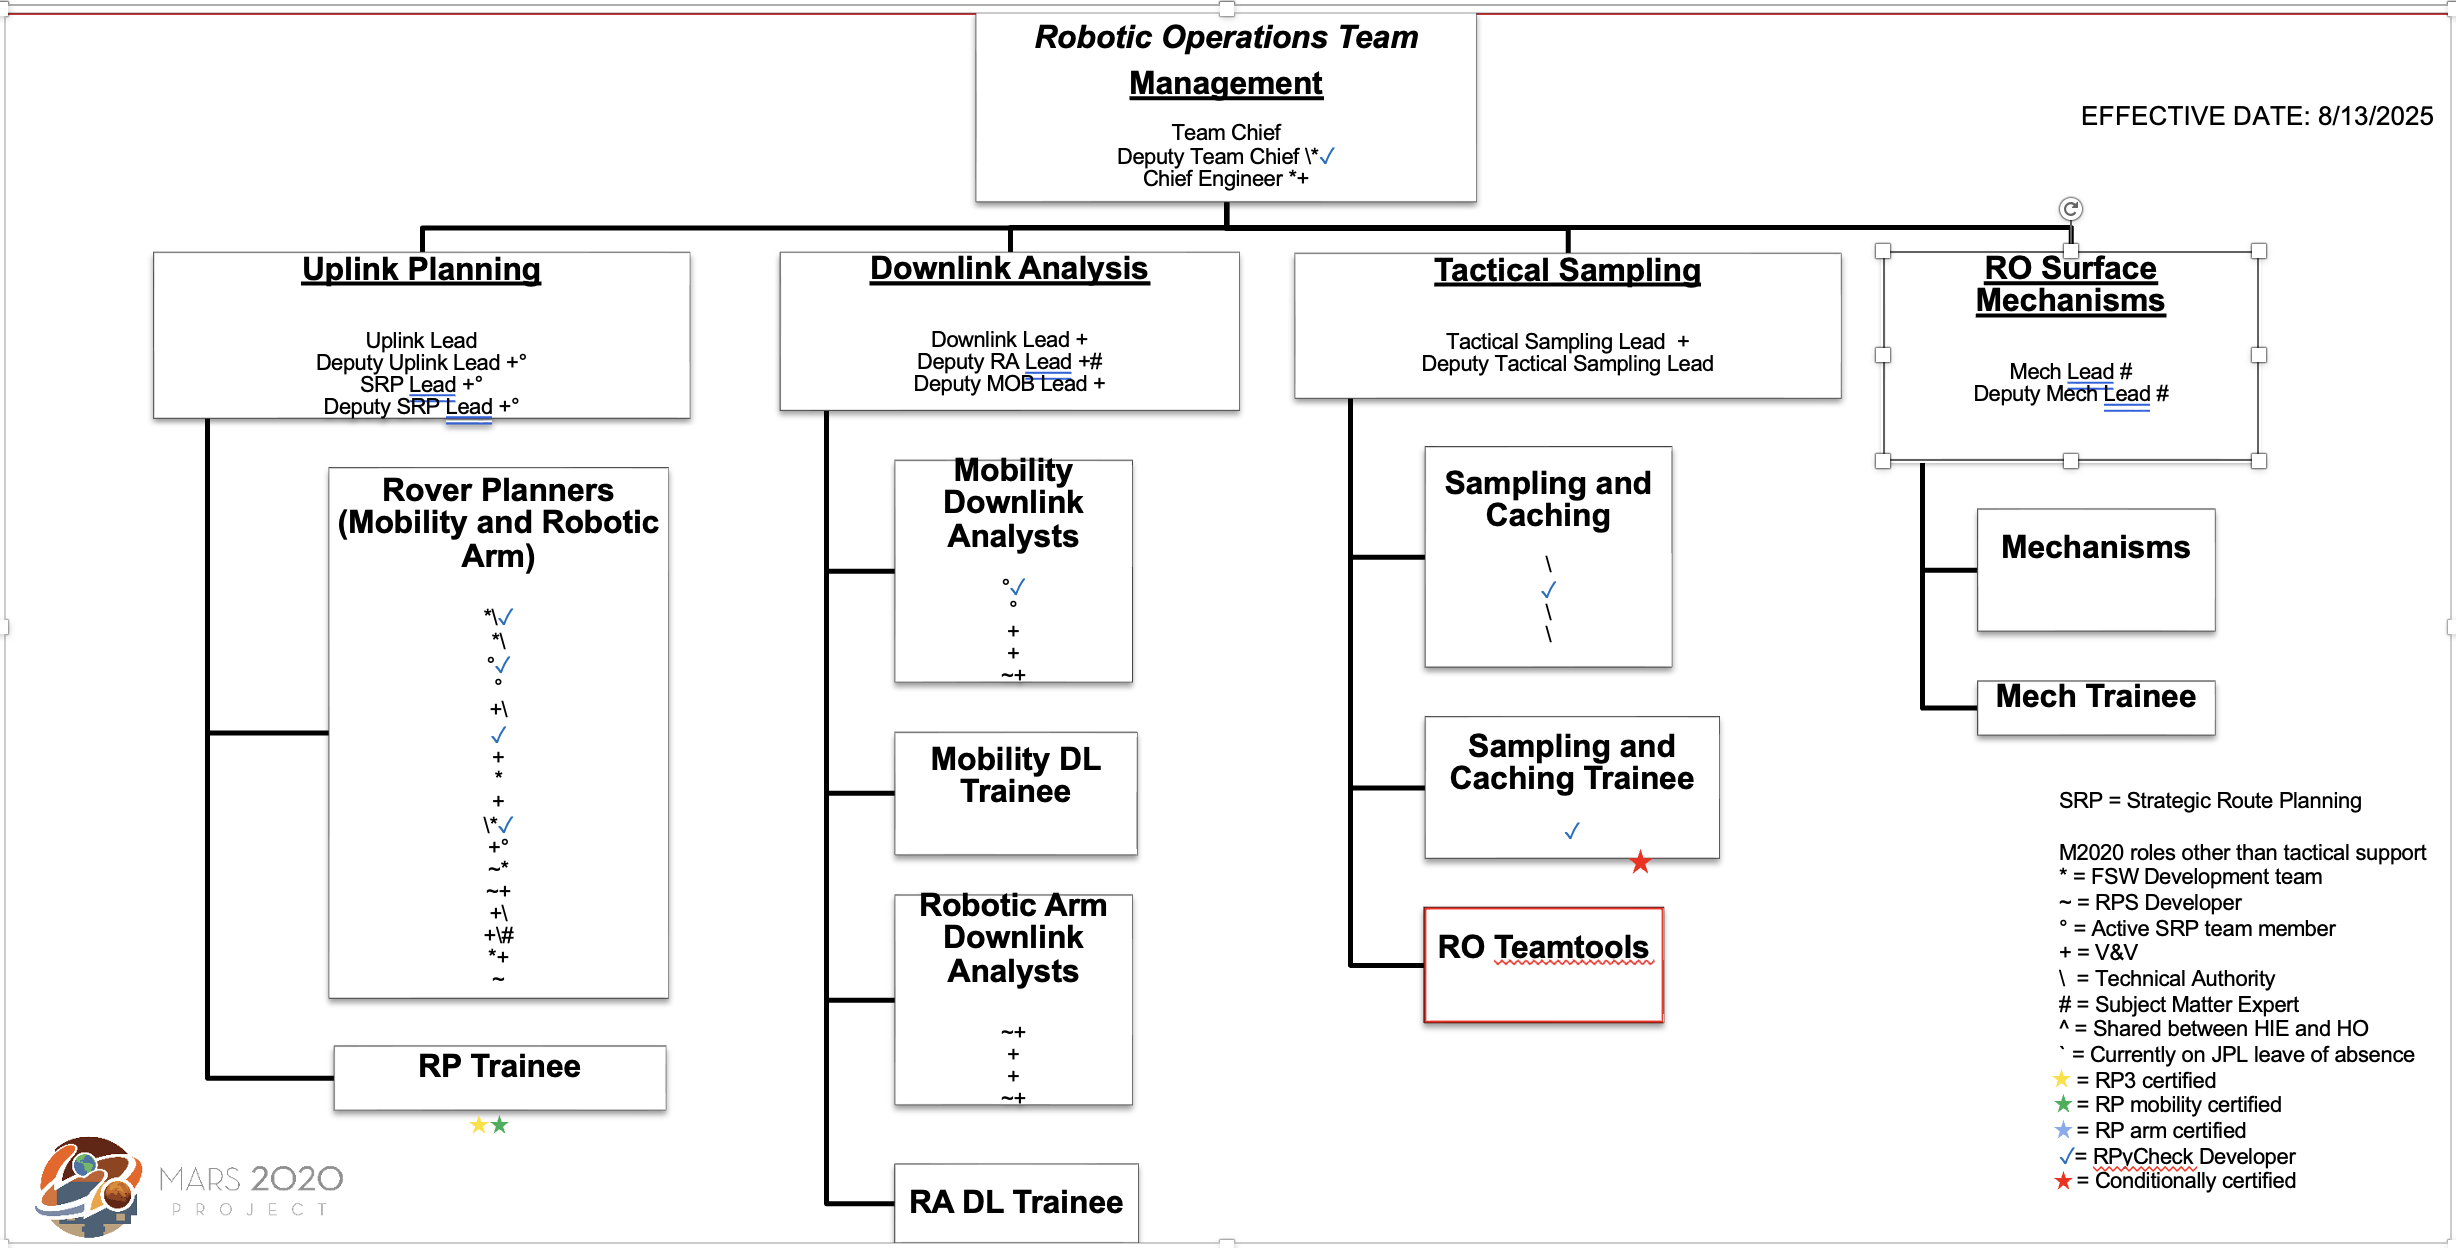 Robotic Operations Team
Management
Team Chief
Deputy Team Chief \*✓
Chief Engineer *+
EFFECTIVE DATE: 8/13/2025
Uplink Planning
Uplink Lead
Deputy Uplink Lead +°
SRP Lead +°
Deputy SRP Lead +°
Rover Planners
(Mobility and Robotic
Arm)
*\✓
*\
°✓
°
+\
✓
+
*
+
\*✓
+°
~*
~+
+\
+\#
*+
~
RP Trainee
★★
Downlink Analysis
Downlink Lead +
Deputy RA Lead +#
Deputy MOB Lead +
Mobility
Downlink
Analysts
°✓
°
+
+
~+
Mobility DL
Trainee
Robotic Arm
Downlink
Analysts
~+
+
+
~+
RA DL Trainee
Tactical Sampling
Tactical Sampling Lead +
Deputy Tactical Sampling Lead
Sampling and
Caching
\
✓
\
\
Sampling and
Caching Trainee
✓
★
RO Teamtools
RO Surface
Mechanisms
Mech Lead #
Deputy Mech Lead #
Mechanisms
Mech Trainee
SRP = Strategic Route Planning
M2020 roles other than tactical support
* = FSW Development team
~ = RPS Developer
° = Active SRP team member
+ = V&V
\ = Technical Authority
# = Subject Matter Expert
^ = Shared between HIE and HO
` = Currently on JPL leave of absence
★ = RP3 certified
★ = RP mobility certified
★ = RP arm certified
✓= RPyCheck Developer
★ = Conditionally certified
MARS 2020
PROJECT